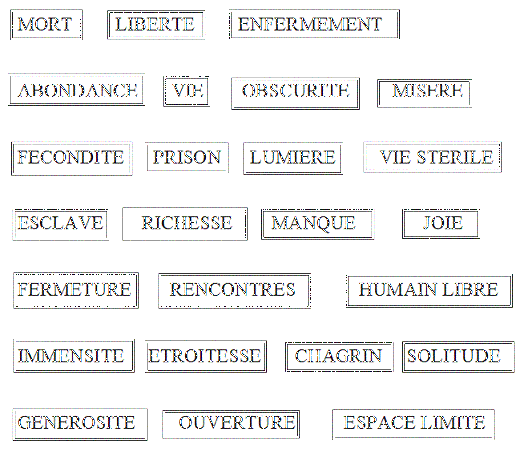 MORT LIBERTE ENFERMEMENT
ABONDANCE VIE OBSCURITE MISERE
FECONDITE PRISON LUMIERE VIE STERILE
ESCLAVE RICHESSE MANQUE JOIE
FERMETURE RENCONTRES HUMAIN LIBRE
IMMENSITE ETROITESSE CHAGRIN SOLITUDE
GENEROSITE OUVERTURE ESPACE LIMITE